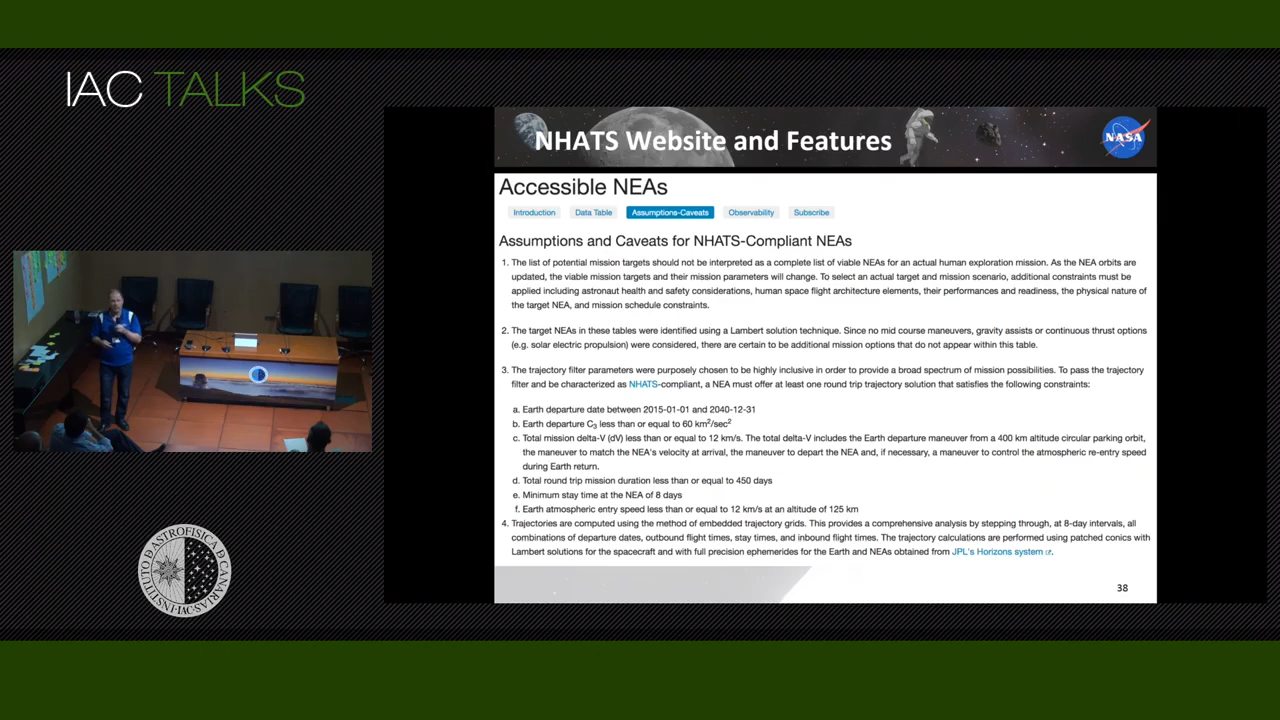 IAC TALKS
NHATS Website and Features
NASA
Accessible NEAs
Introduction
Data Table
Assumptions-Caveats
Observability
Subscribe
Assumptions and Caveats for NHATS-Compliant NEAs
1. The list of potential mission targets should not be interpreted as a complete list of viable NEAs for an actual human exploration mission. As the NEA orbits are
updated, the viable mission targets and their mission parameters will change. To select an actual target and mission scenario, additional constraints must be
applied including astronaut health and safety considerations, human space flight architecture elements, their performances and readiness, the physical nature of
the target NEA, and mission schedule constraints.
2. The target NEAs in these tables were identified using a Lambert solution technique. Since no mid course maneuvers, gravity assists or continuous thrust options
(e.g. solar electric propulsion) were considered, there are certain to be additional mission options that do not appear within this table.
3. The trajectory filter parameters were purposely chosen to be highly inclusive in order to provide a broad spectrum of mission possibilities. To pass the trajectory
filter and be characterized as NHATS-compliant, a NEA must offer at least one round trip trajectory solution that satisfies the following constraints:
a. Earth departure date between 2015-01-01 and 2040-12-31
b. Earth departure C3 less than or equal to 60 km2/sec2
c. Total mission delta-V (dV) less than or equal to 12 km/s. The total delta-V includes the Earth departure maneuver from a 400 km altitude circular parking orbit,
the maneuver to match the NEA's velocity at arrival, the maneuver to depart the NEA and, if necessary, a maneuver to control the atmospheric re-entry speed
during Earth return.
d. Total round trip mission duration less than or equal to 450 days
e. Minimum stay time at the NEA of 8 days
f. Earth atmospheric entry speed less than or equal to 12 km/s at an altitude of 125 km
4. Trajectories are computed using the method of embedded trajectory grids. This provides a comprehensive analysis by stepping through, at 8-day intervals, all
combinations of departure dates, outbound flight times, stay times, and inbound flight times. The trajectory calculations are performed using patched conics with
Lambert solutions for the spacecraft and with full precision ephemerides for the Earth and NEAs obtained from JPL's Horizons system.
38
INSTITUTO DE ASTROFISICA DE CANARIAS
·IAC·